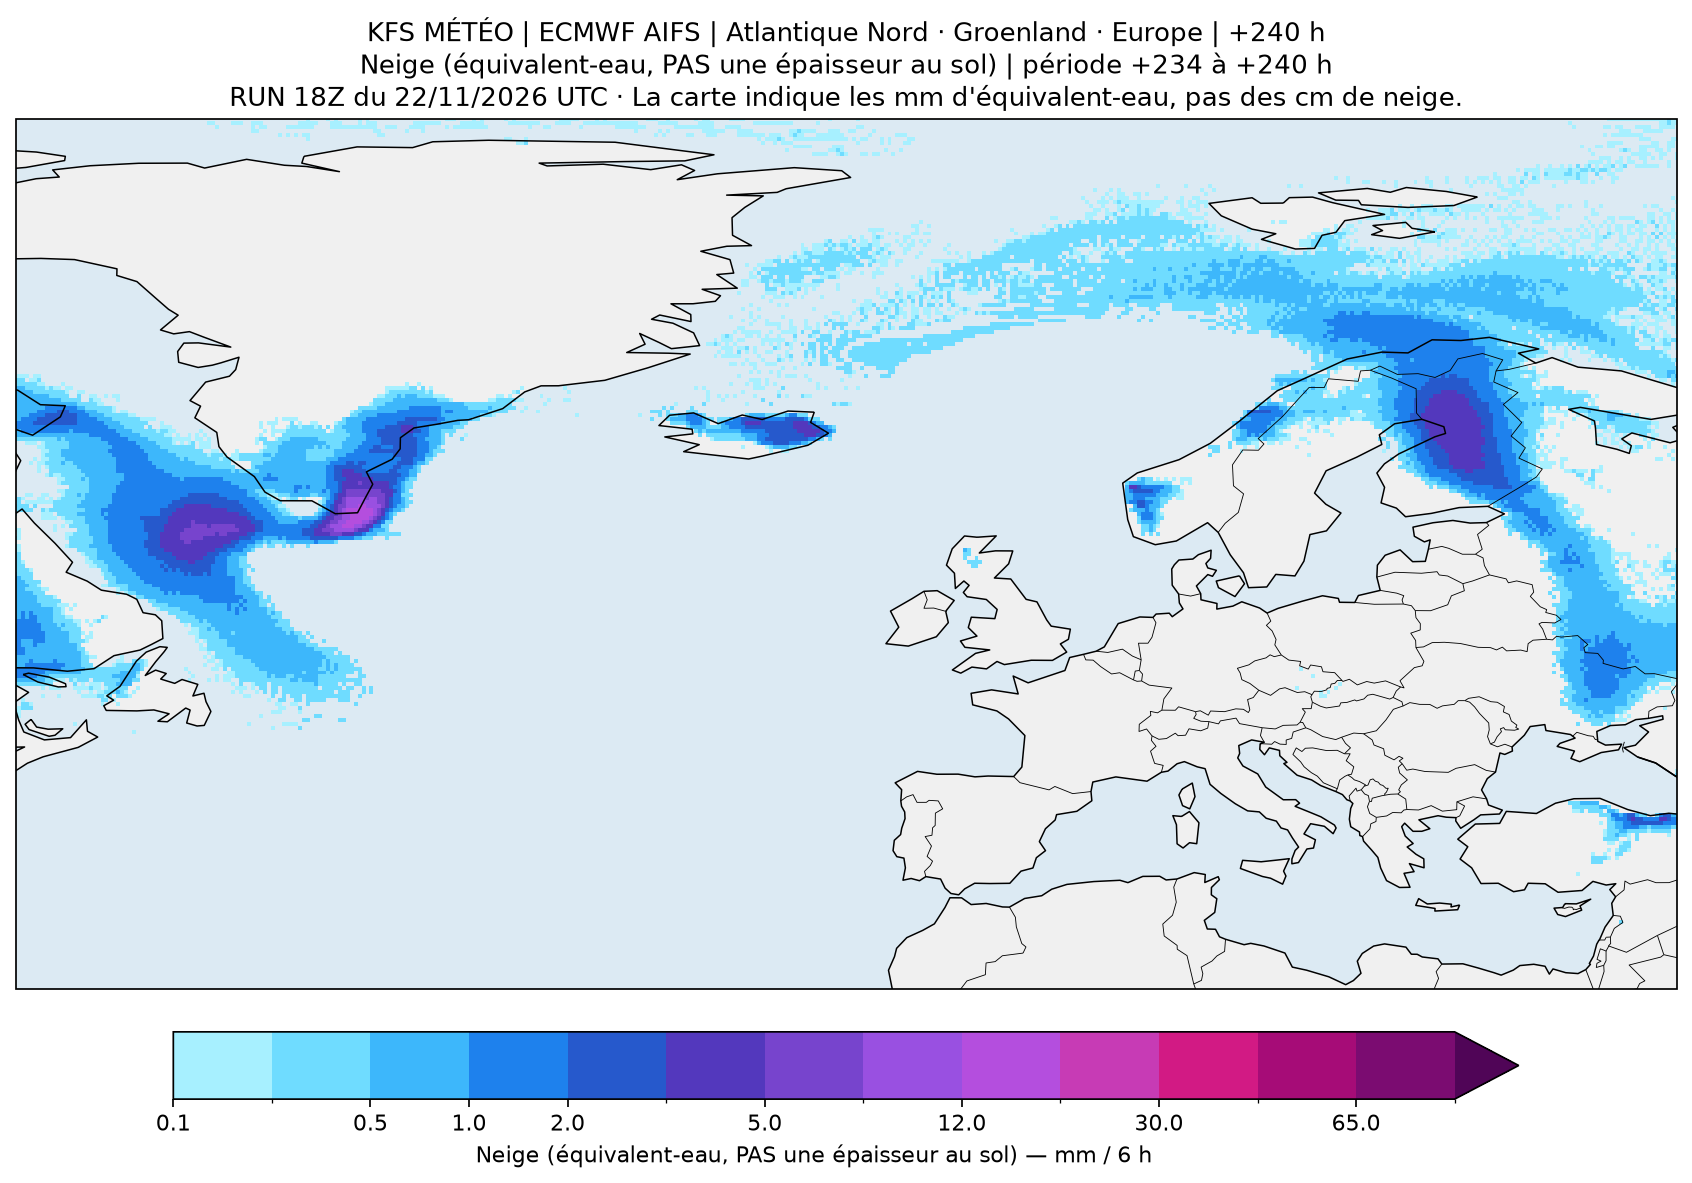 KFS MÉTÉO | ECMWF AIFS | Atlantique Nord · Groenland · Europe | +240 h
Neige (équivalent-eau, PAS une épaisseur au sol) | période +234 à +240 h
RUN 18Z du 22/11/2026 UTC · La carte indique les mm d'équivalent-eau, pas des cm de neige.
0.1 0.5 1.0 2.0 5.0 12.0 30.0 65.0
Neige (équivalent-eau, PAS une épaisseur au sol) — mm / 6 h